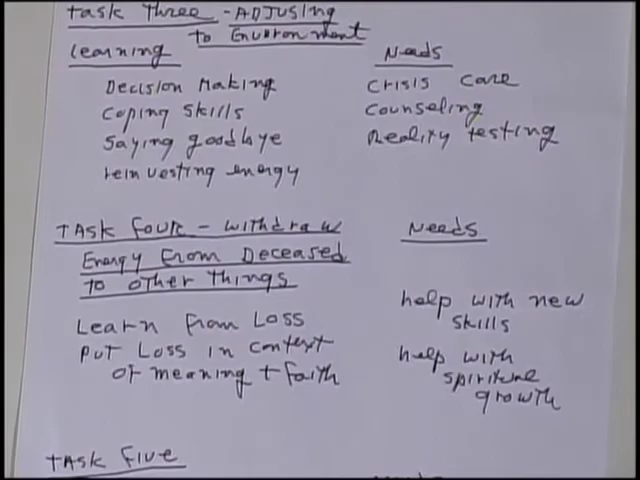 Task Three - ADJUSing
to Envuronment
Learning
Needs
Decision Making
Coping skills
Saying goodbye
reinvesting energy
Crisis care
Counseling
Reality testing
TASK Four - Withdraw
Energy From Deceased
to other Things
Needs
Learn from Loss
Put Loss in context
of meaning + faith
help with new
skills
help with
spiritual
growth
TASK Five